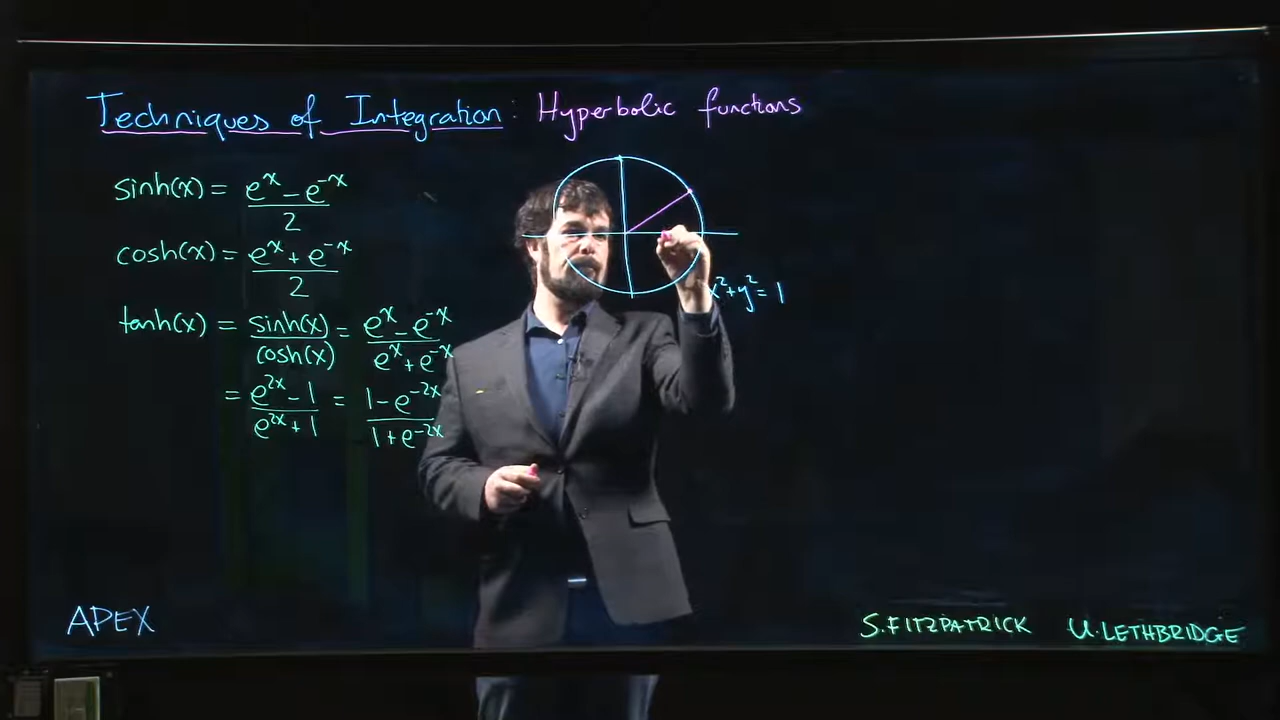 Techniques of Integration: Hyperbolic functions
sinh(x) = (e^x - e^-x)/2
cosh(x) = (e^x + e^-x)/2
tanh(x) = sinh(x)/cosh(x) = (e^x - e^-x)/(e^x + e^-x)
= (e^2x - 1)/(e^2x + 1) = (1 - e^-2x)/(1 + e^-2x)
x^2 + y^2 = 1
APEX
S. FITZPATRICK U. LETHBRIDGE